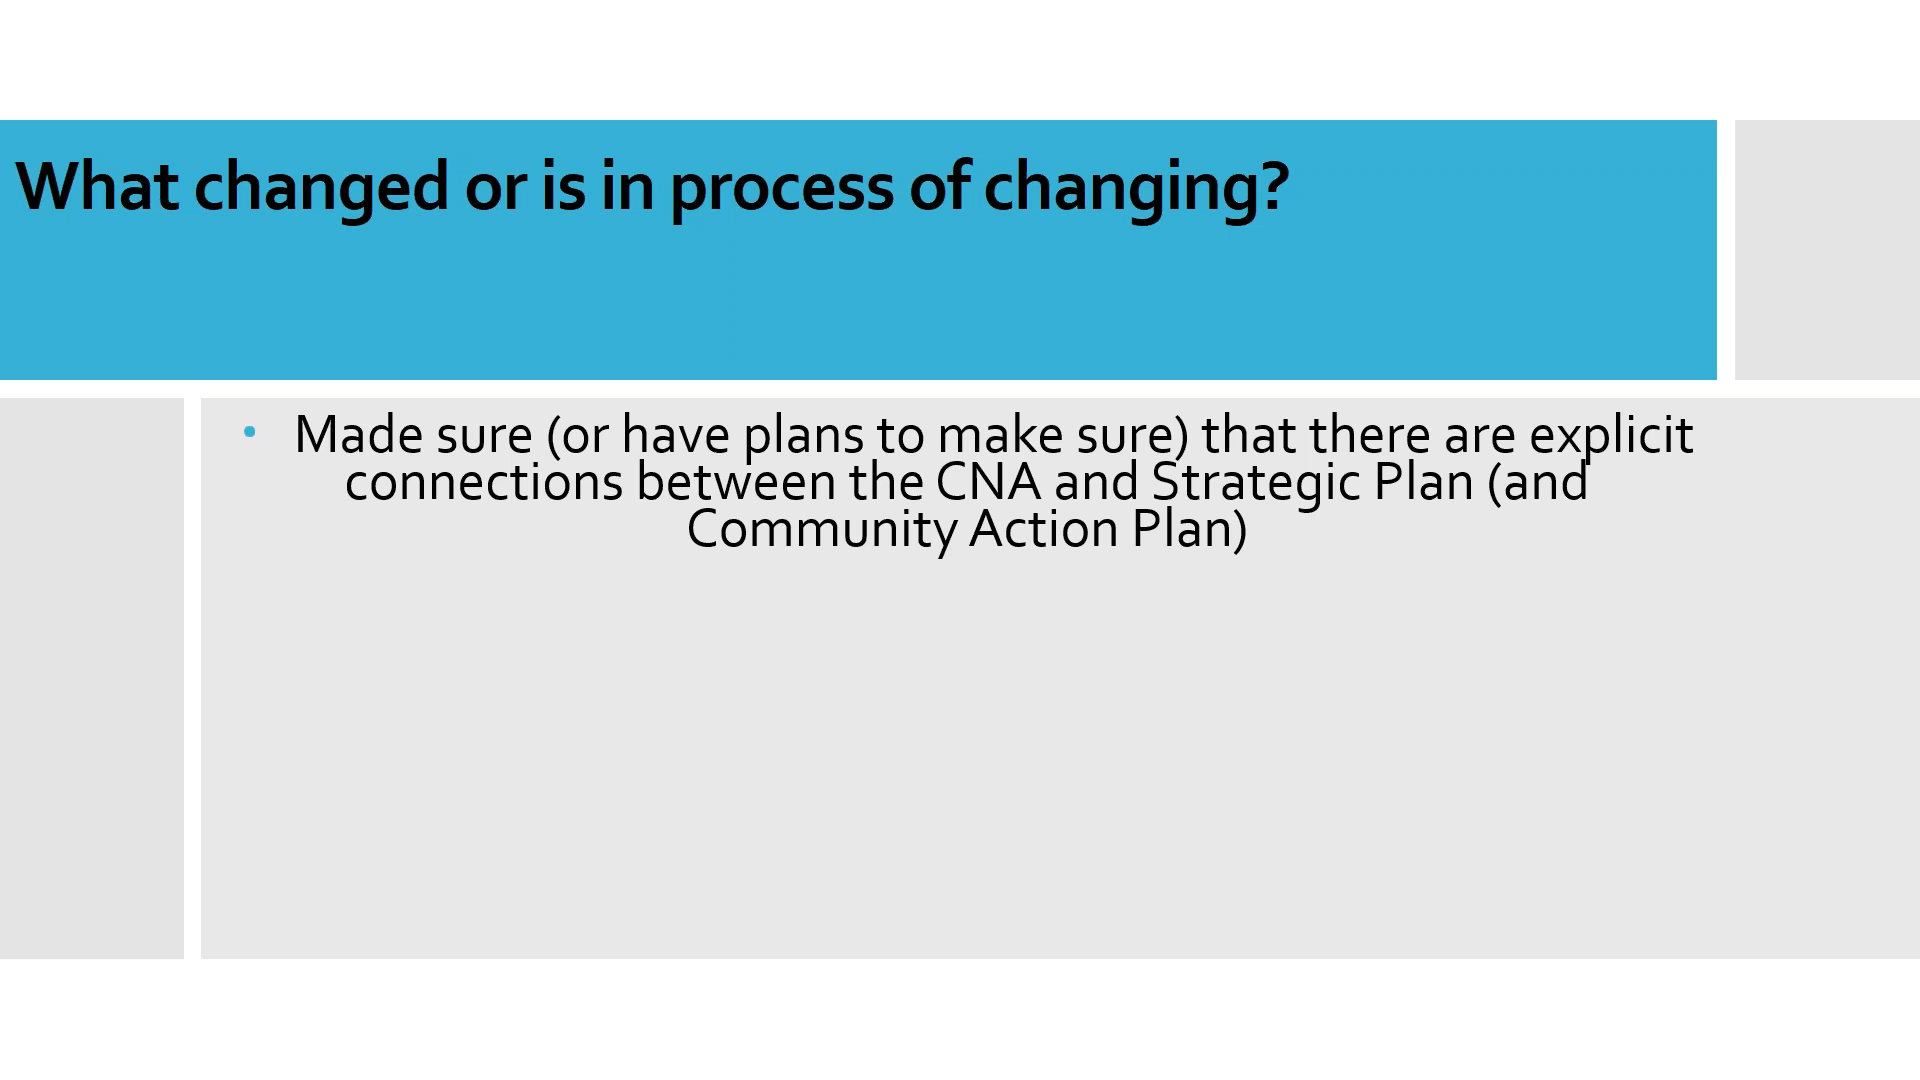 What changed or is in process of changing?
• Made sure (or have plans to make sure) that there are explicit
connections between the CNA and Strategic Plan (and
Community Action Plan)